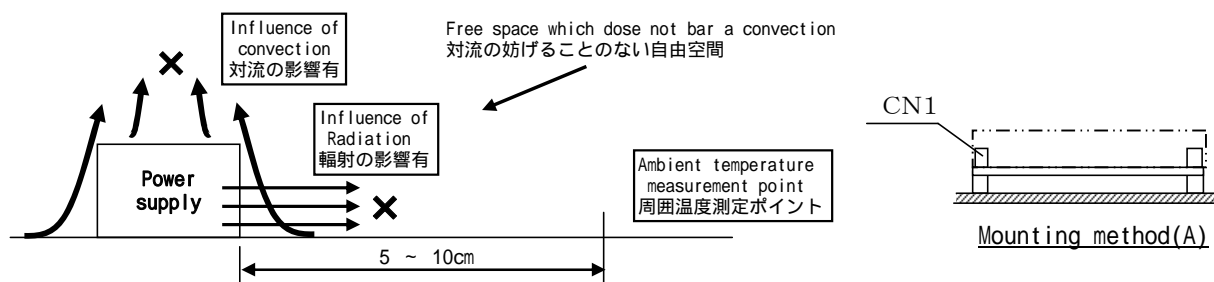 Influence of
convection
対流の影響有
Free space which dose not bar a convection
対流の妨げることのない自由空間
Influence of
Radiation
輻射の影響有
Power
supply
Ambient temperature
measurement point
周囲温度測定ポイント
5 ~ 10cm
CN1
Mounting method(A)